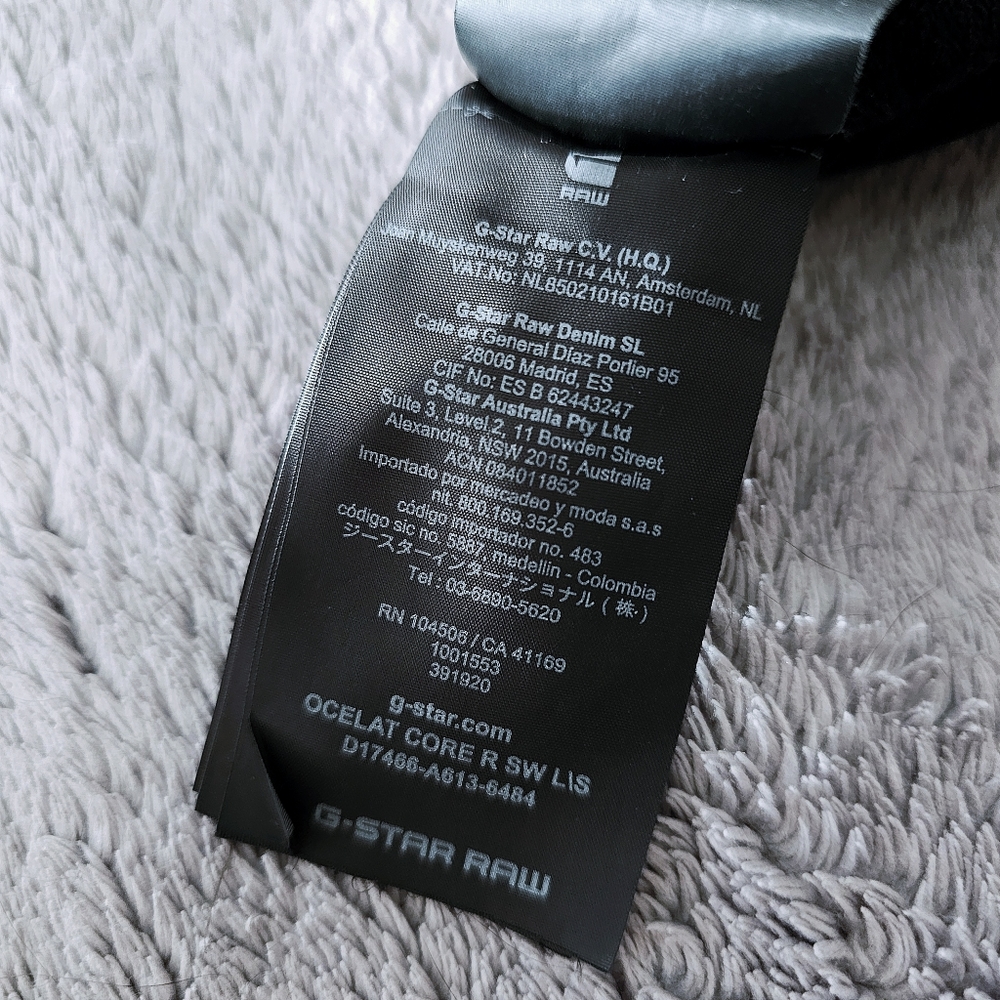 RAW
G-Star Raw C.V. (H.Q.)
Joan Muyskenweg 39, 1114 AN, Amsterdam, NL
VAT.No: NL850210161B01
G-Star Raw Denim SL
Calle de General Diaz Porlier 95
28006 Madrid, ES
CIF No: ES B 62443247
G-Star Australia Pty Ltd
Suite 3, Level 2, 11 Bowden Street,
Alexandria, NSW 2015, Australia
ACN 084011852
Importado por mercadeo y moda s.a.s
nit. 800.169.352-6
código importador no. 483
código sic no. 5267, medellín - Colombia
ジースターインターナショナル (株)
Tel : 03-6890-5620
RN 104506 / CA 41169
1001553
391920
g-star.com
OCELAT CORE R SW L\S
D17466-A613-6484
G-STAR RAW